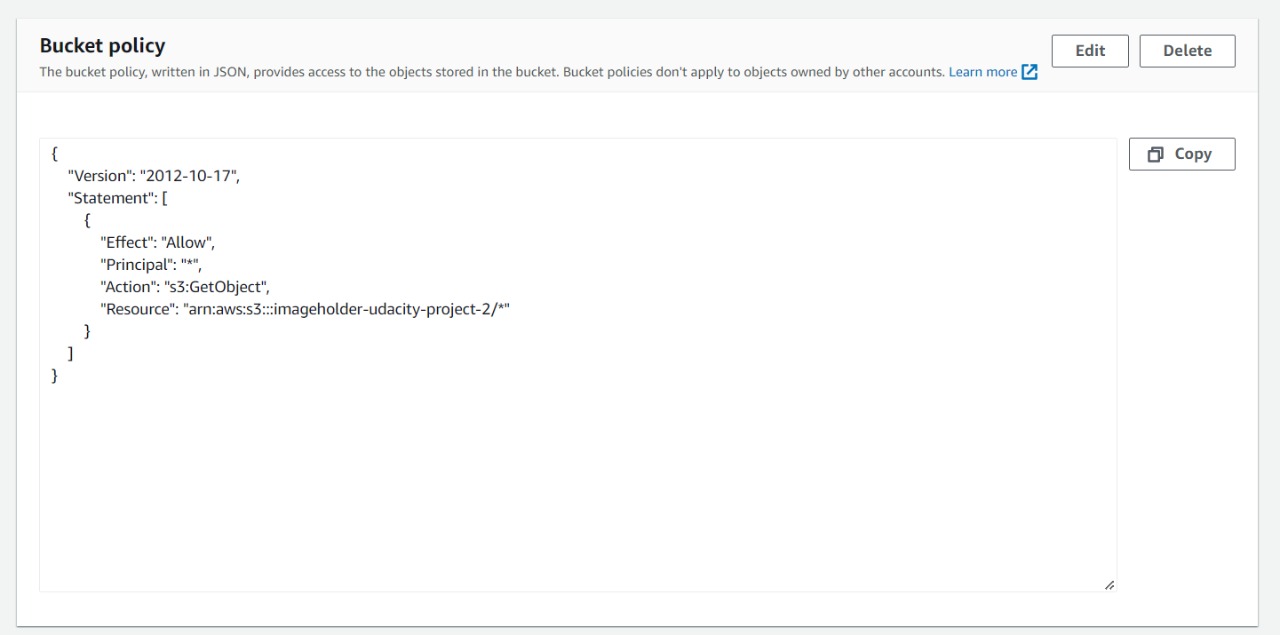 Bucket policy
Edit
Delete
The bucket policy, written in JSON, provides access to the objects stored in the bucket. Bucket policies don't apply to objects owned by other accounts. Learn more
Copy
{
"Version": "2012-10-17",
"Statement": [
{
"Effect": "Allow",
"Principal": "*",
"Action": "s3:GetObject",
"Resource": "arn:aws:s3:::imageholder-udacity-project-2/*"
}
]
}